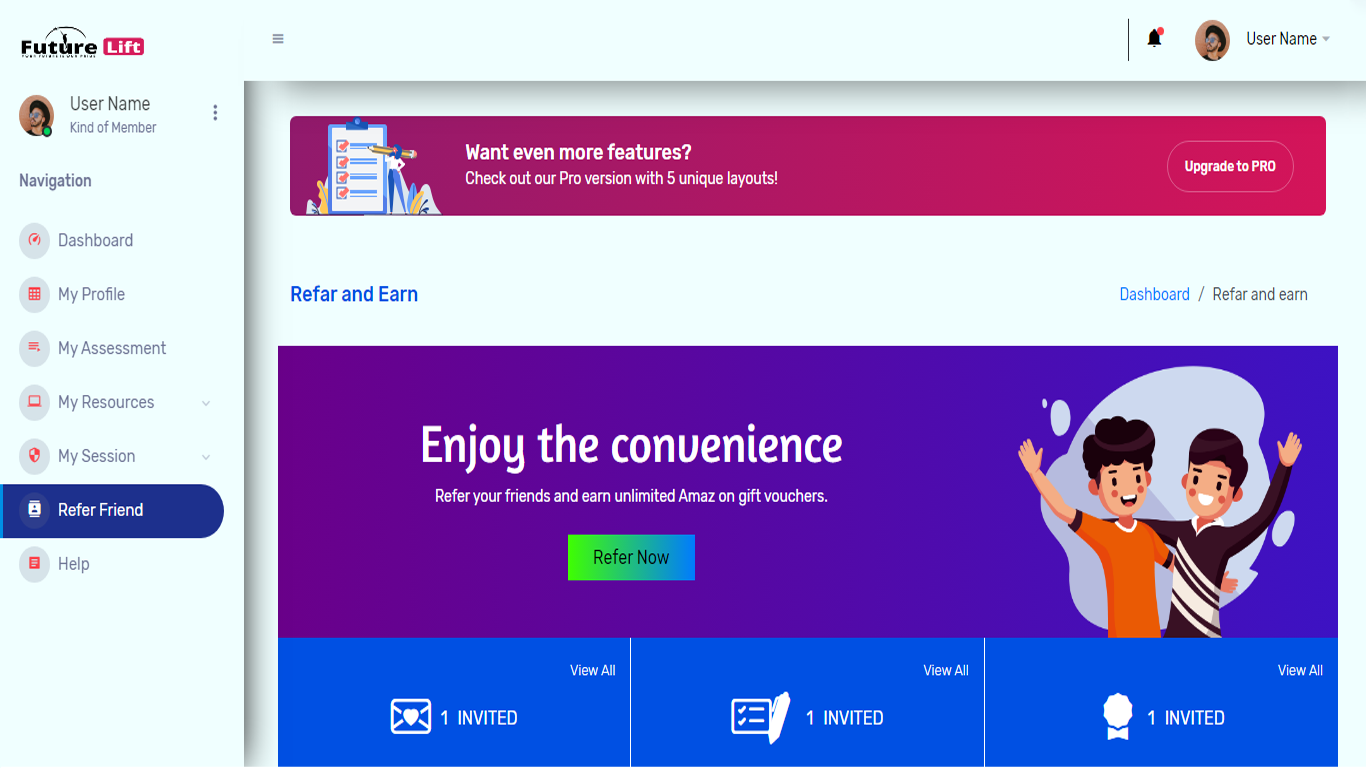 Future Lift
User Name
User Name
Kind of Member
Navigation
Dashboard
My Profile
My Assessment
My Resources
My Session
Refer Friend
Help
Want even more features?
Check out our Pro version with 5 unique layouts!
Upgrade to PRO
Refar and Earn
Dashboard / Refar and earn
Enjoy the convenience
Refer your friends and earn unlimited Amaz on gift vouchers.
Refer Now
View All
1 INVITED
View All
1 INVITED
View All
1 INVITED